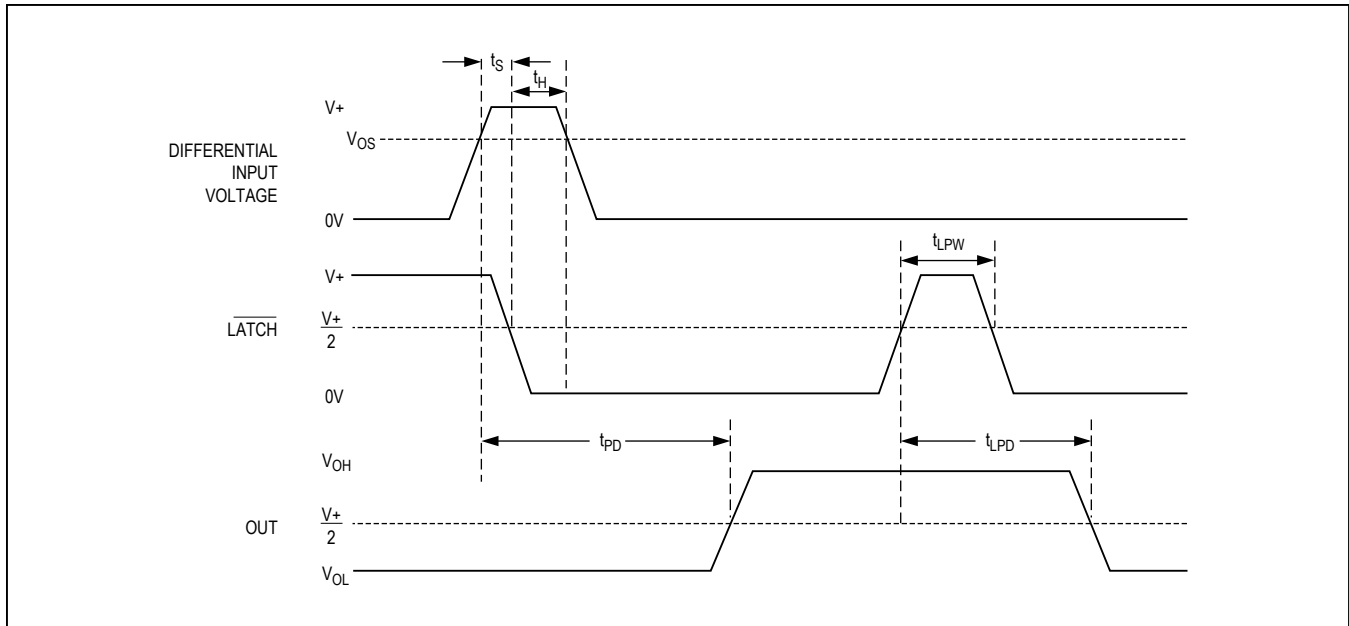 tS
tH
V+
VOS
DIFFERENTIAL
INPUT
VOLTAGE
0V
tLPW
V+
LATCH
V+
2
0V
tPD
tLPD
VOH
OUT
V+
2
VOL